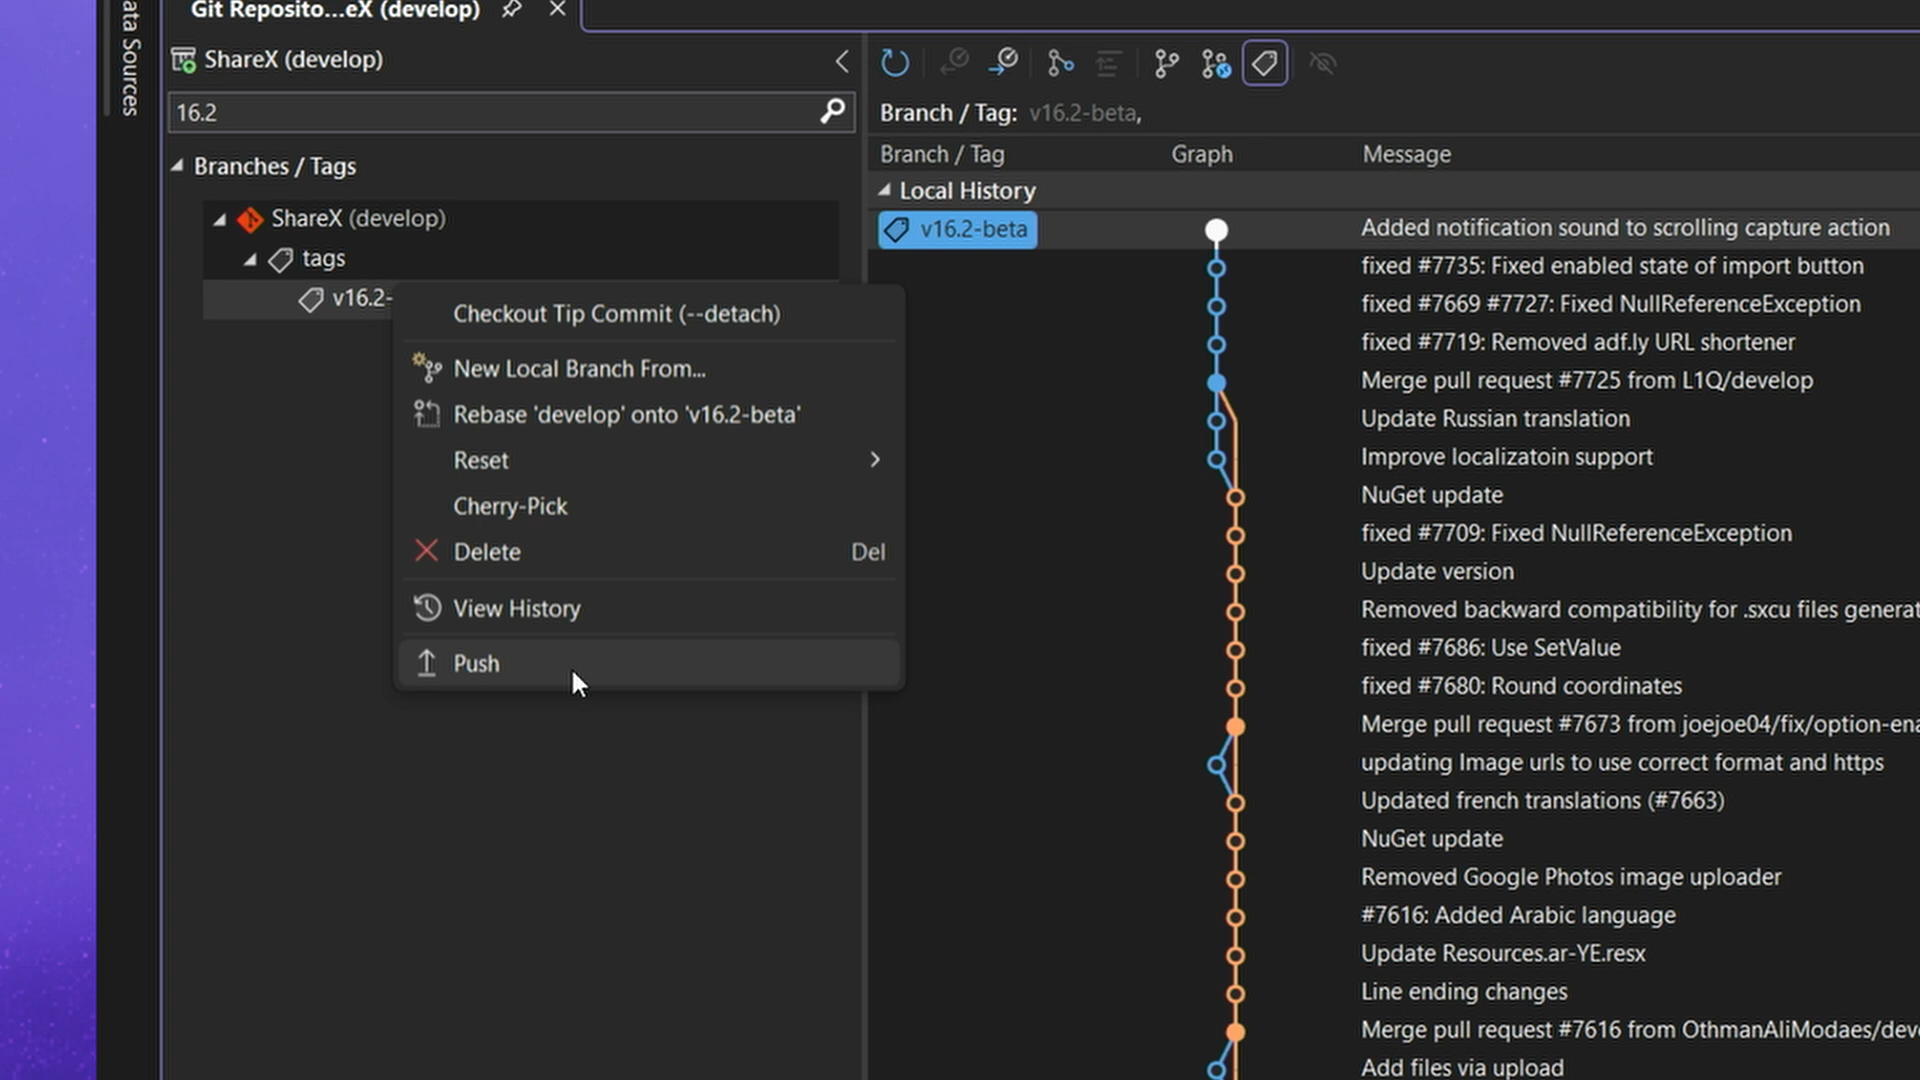 Data Sources
Git Reposito...eX (develop)
ShareX (develop)
16.2
Branches / Tags
ShareX (develop)
tags
v16.2-
Checkout Tip Commit (--detach)
New Local Branch From...
Rebase 'develop' onto 'v16.2-beta'
Reset
Cherry-Pick
Delete Del
View History
Push
Branch / Tag: v16.2-beta,
Branch / Tag Graph Message
Local History
v16.2-beta Added notification sound to scrolling capture action
fixed #7735: Fixed enabled state of import button
fixed #7669 #7727: Fixed NullReferenceException
fixed #7719: Removed adf.ly URL shortener
Merge pull request #7725 from L1Q/develop
Update Russian translation
Improve localizatoin support
NuGet update
fixed #7709: Fixed NullReferenceException
Update version
Removed backward compatibility for .sxcu files generat
fixed #7686: Use SetValue
fixed #7680: Round coordinates
Merge pull request #7673 from joejoe04/fix/option-ena
updating Image urls to use correct format and https
Updated french translations (#7663)
NuGet update
Removed Google Photos image uploader
#7616: Added Arabic language
Update Resources.ar-YE.resx
Line ending changes
Merge pull request #7616 from OthmanAliModaes/deve
Add files via upload